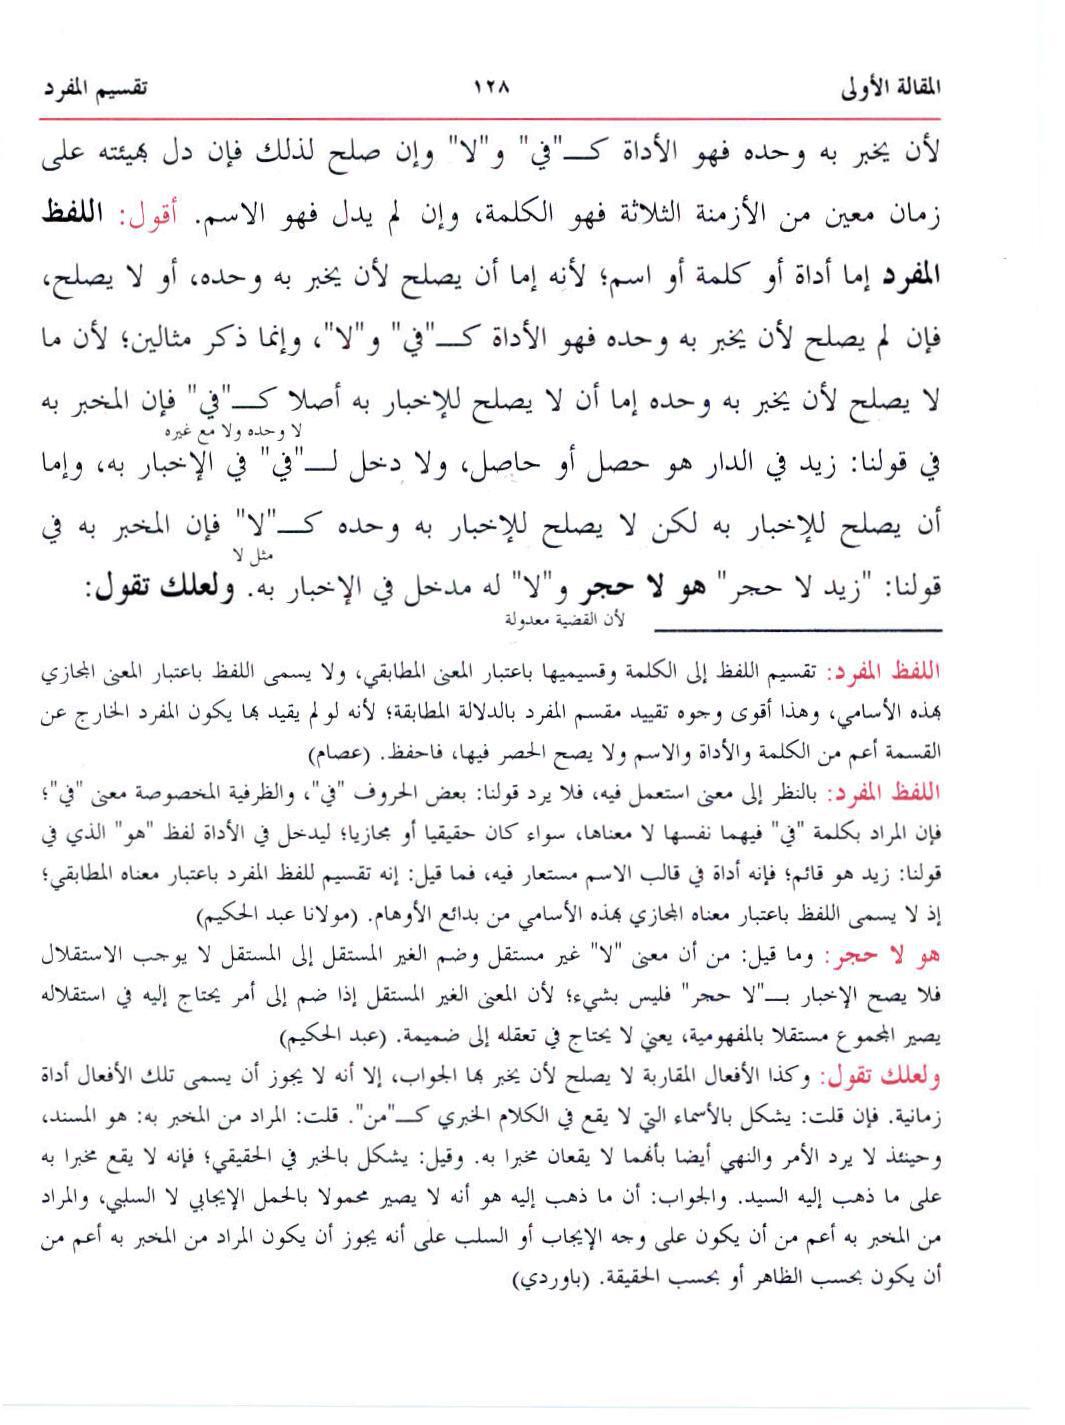 المقالة الأولى ١٢٨ تقسيم المفرد
لأن يخبر به وحده فهو الأداة كـ"في" و"لا" وإن صلح لذلك فإن دل بهيئته على
زمان معين من الأزمنة الثلاثة فهو الكلمة، وإن لم يدل فهو الاسم. أقول: اللفظ
المفرد إما أداة أو كلمة أو اسم؛ لأنه إما أن يصلح لأن يخبر به وحده، أو لا يصلح،
فإن لم يصلح لأن يخبر به وحده فهو الأداة كـ"في" و"لا"، وإنما ذكر مثالين؛ لأن ما
لا يصلح لأن يخبر به وحده إما أن لا يصلح للإخبار به أصلا كـ"في" فإن المخبر به
لا وحده ولا مع غيره
في قولنا: زيد في الدار هو حصل أو حاصل، ولا دخل لـ"في" في الإخبار به، وإما
أن يصلح للإخبار به لكن لا يصلح للإخبار به وحده كـ"لا" فإن المخبر به في
مثل لا
قولنا: "زيد لا حجر" هو لا حجر و"لا" له مدخل في الإخبار به. ولعلك تقول:
لأن القضية معدولة
اللفظ المفرد: تقسيم اللفظ إلى الكلمة وقسيميها باعتبار المعنى المطابقي، ولا يسمى اللفظ باعتبار المعنى المجازي
بهذه الأسامي، وهذا أقوى وجوه تقييد مقسم المفرد بالدلالة المطابقة؛ لأنه لو لم يقيد بها يكون المفرد الخارج عن
القسمة أعم من الكلمة والأداة والاسم ولا يصح الحصر فيها، فاحفظ. (عصام)
اللفظ المفرد: بالنظر إلى معنى استعمل فيه، فلا يرد قولنا: بعض الحروف "في"، والظرفية المخصوصة معنى "في"؛
فإن المراد بكلمة "في" فيهما نفسها لا معناها، سواء كان حقيقيا أو مجازيا؛ ليدخل في الأداة لفظ "هو" الذي في
قولنا: زيد هو قائم؛ فإنه أداة في قالب الاسم مستعار فيه، فما قيل: إنه تقسيم للفظ المفرد باعتبار معناه المطابقي؛
إذ لا يسمى اللفظ باعتبار معناه المجازي بهذه الأسامي من بدائع الأوهام. (مولانا عبد الحكيم)
هو لا حجر: وما قيل: من أن معنى "لا" غير مستقل وضم الغير المستقل إلى المستقل لا يوجب الاستقلال
فلا يصح الإخبار بـ"لا حجر" فليس بشيء؛ لأن المعنى الغير المستقل إذا ضم إلى أمر يحتاج إليه في استقلاله
يصير المجموع مستقلا بالمفهومية، يعني لا يحتاج في تعقله إلى ضميمة. (عبد الحكيم)
ولعلك تقول: وكذا الأفعال المقاربة لا يصلح لأن يخبر بها الجواب، إلا أنه لا يجوز أن يسمى تلك الأفعال أداة
زمانية. فإن قلت: يشكل بالأسماء التي لا يقع في الكلام الخبري كـ"من". قلت: المراد من المخبر به: هو المسند،
وحينئذ لا يرد الأمر والنهي أيضا بأنهما لا يقعان مخبرا به. وقيل: يشكل بالخبر في الحقيقي؛ فإنه لا يقع مخبرا به
على ما ذهب إليه السيد. والجواب: أن ما ذهب إليه هو أنه لا يصير محمولا بالحمل الإيجابي لا السلبي، والمراد
من المخبر به أعم من أن يكون على وجه الإيجاب أو السلب على أنه يجوز أن يكون المراد من المخبر به أعم من
أن يكون بحسب الظاهر أو بحسب الحقيقة. (باوردي)